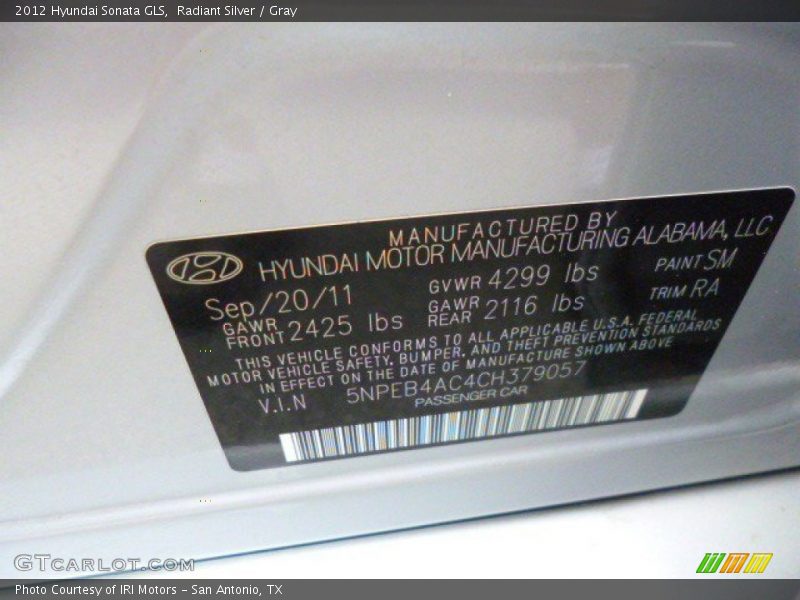 2012 Hyundai Sonata GLS, Radiant Silver / Gray
MANUFACTURED BY
HYUNDAI MOTOR MANUFACTURING ALABAMA, LLC
Sep/20/11 GVWR 4299 lbs PAINT SM
GAWR FRONT 2425 lbs GAWR REAR 2116 lbs TRIM RA
THIS VEHICLE CONFORMS TO ALL APPLICABLE U.S.A. FEDERAL
MOTOR VEHICLE SAFETY, BUMPER, AND THEFT PREVENTION STANDARDS
IN EFFECT ON THE DATE OF MANUFACTURE SHOWN ABOVE
V.I.N 5NPEB4AC4CH379057
PASSENGER CAR
GTCARLOT.COM
Photo Courtesy of IRI Motors - San Antonio, TX